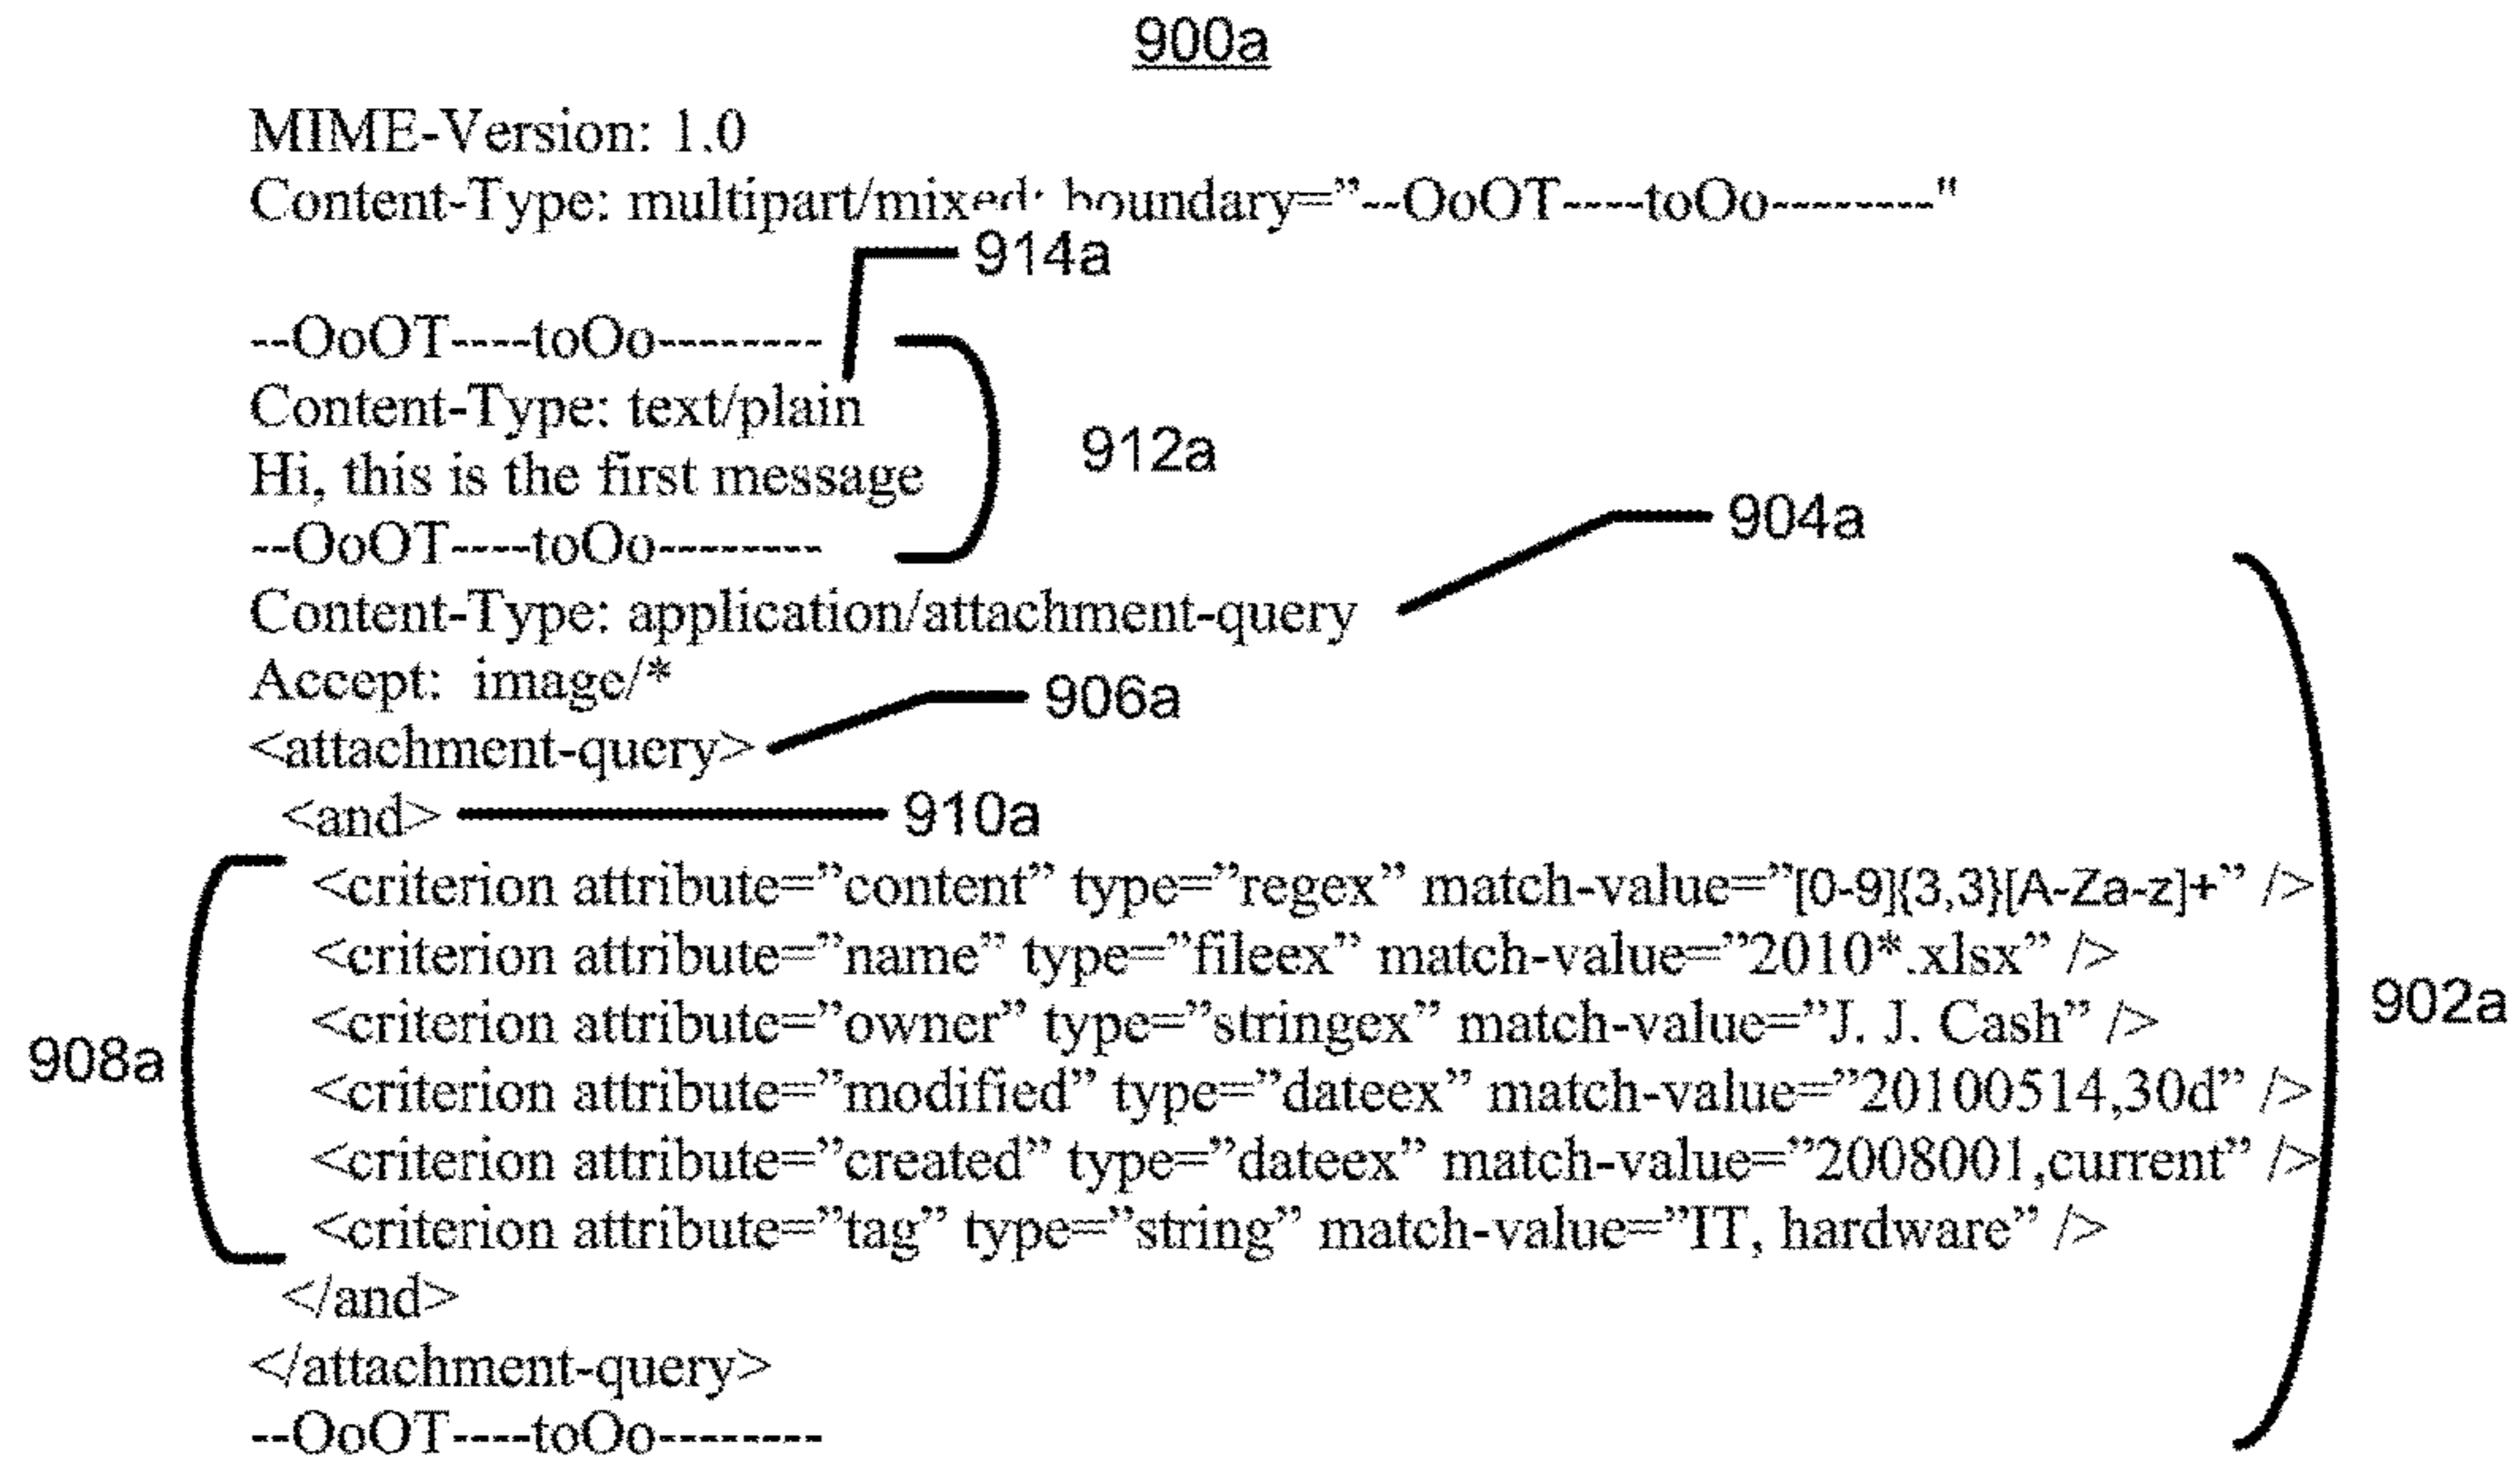 900a
MIME-Version: 1.0
Content-Type: multipart/mixed; boundary=”--OoOT----toOo--------"
914a
--OoOT----toOo--------
Content-Type: text/plain
912a
Hi, this is the first message
904a
--OoOT----toOo--------
Content-Type: application/attachment-query
Accept: image/*
906a
<attachment-query>
<and>
910a
<criterion attribute=”content” type=”regex” match-value=”[0-9]{3,3}[A-Za-z]+” />
<criterion attribute=”name” type=”fileex” match-value=”2010*.xlsx” />
902a
<criterion attribute=”owner” type=”stringex” match-value=”J. J. Cash” />
908a
<criterion attribute=”modified” type=”dateex” match-value=”20100514,30d” />
<criterion attribute=”created” type=”dateex” match-value=”2008001,current” />
<criterion attribute=”tag” type=”string” match-value=”IT, hardware” />
</and>
</attachment-query>
--OoOT----toOo--------